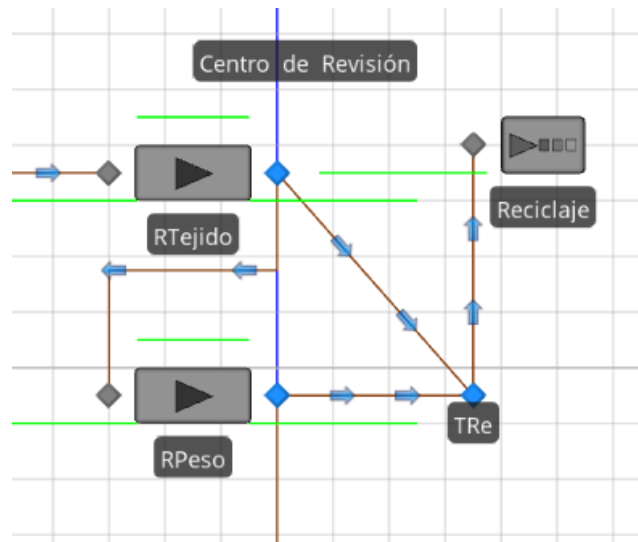 Centro de Revisión
RTejido
Reciclaje
TRe
RPeso